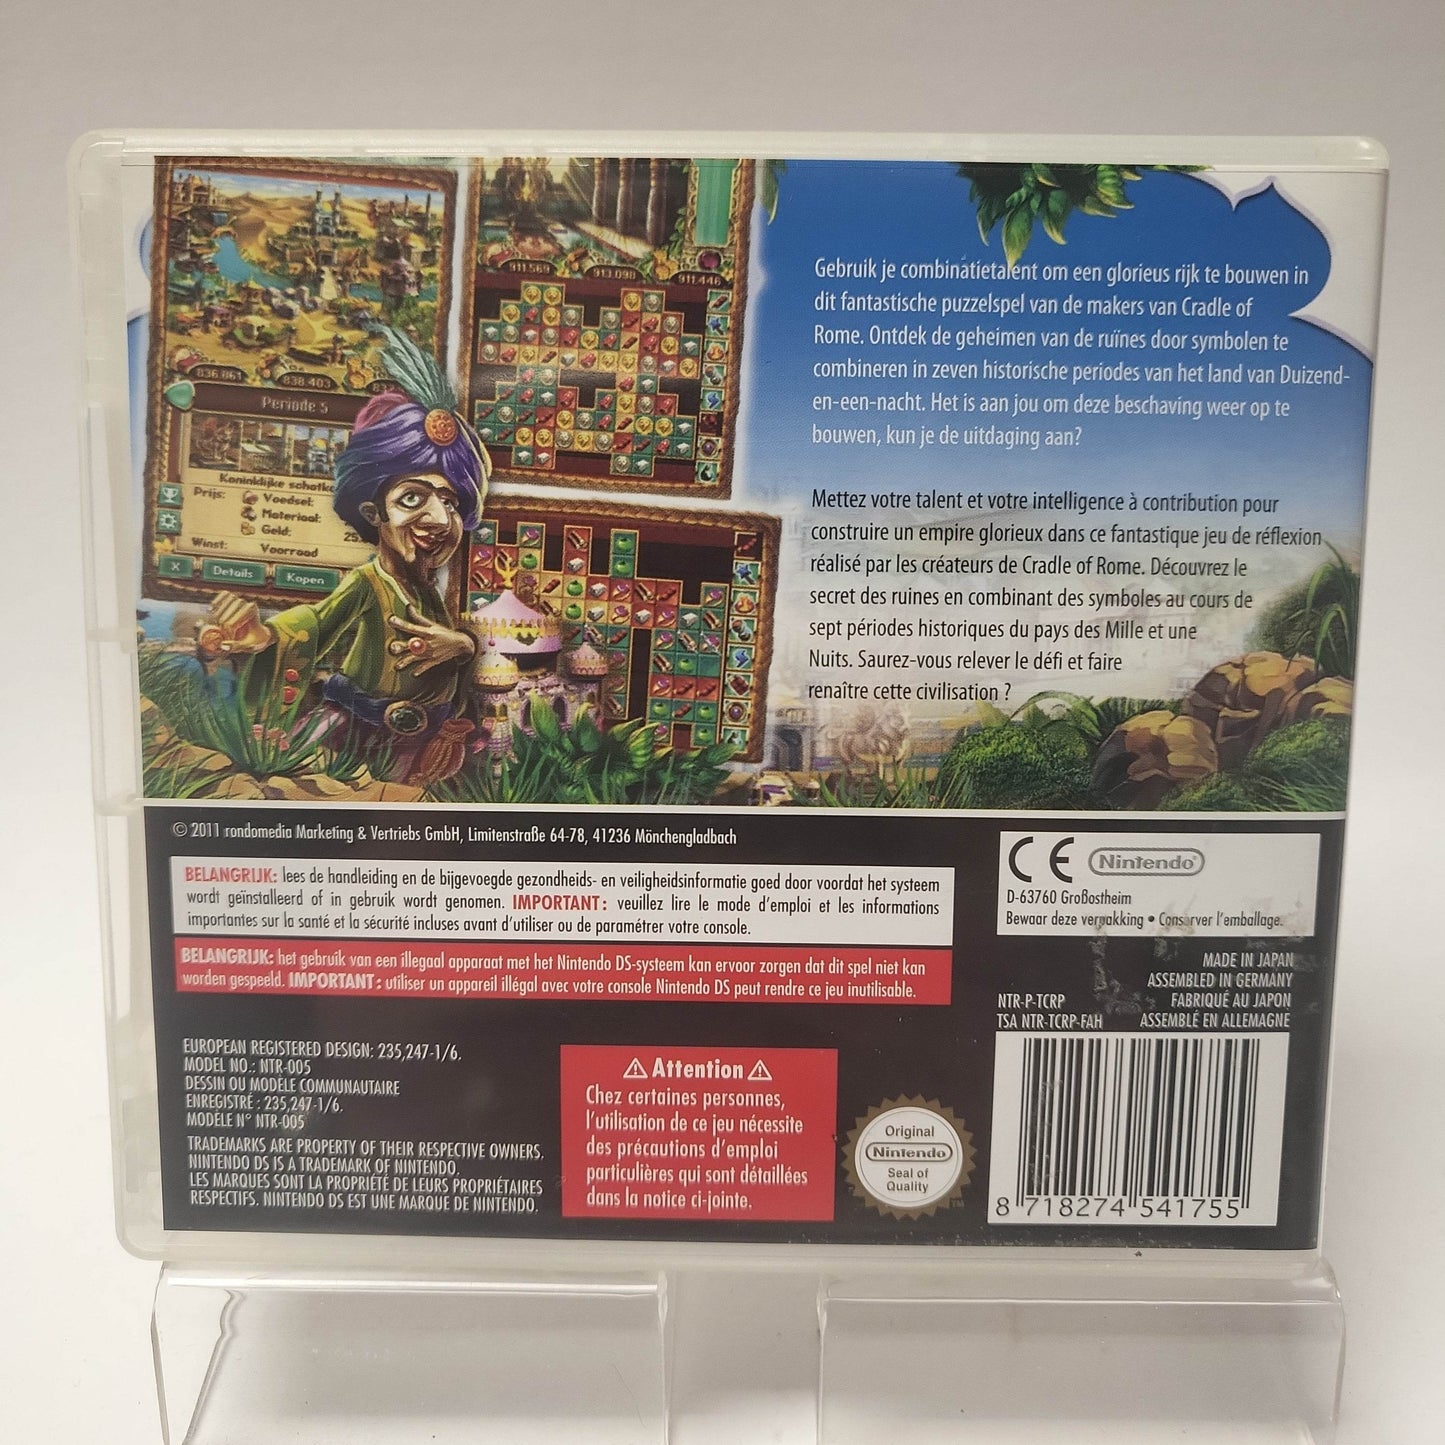 911.569
913.098
911.446
836.861
838.403
Periode 5
Koninklijke
Prijs:
Voedsel:
Materiaal:
Geld:
Winst:
Voorraad
X
Details
Kopen
Gebruik je combinatietalent om een glorieus rijk te bouwen in
dit fantastische puzzelspel van de makers van Cradle of
Rome. Ontdek de geheimen van de ruïnes door symbolen te
combineren in zeven historische periodes van het land van Duizend-
en-een-nacht. Het is aan jou om deze beschaving weer op te
bouwen, kun je de uitdaging aan?
Mettez votre talent et votre intelligence à contribution pour
construire un empire glorieux dans ce fantastique jeu de réflexion
réalisé par les créateurs de Cradle of Rome. Découvrez le
secret des ruines en combinant des symboles au cours de
sept périodes historiques du pays des Mille et une
Nuits. Saurez-vous relever le défi et faire
renaître cette civilisation ?
© 2011 rondomedia Marketing & Vertriebs GmbH, Limitenstraße 64-78, 41236 Mönchengladbach
BELANGRIJK: lees de handleiding en de bijgevoegde gezondheids- en veiligheidsinformatie goed door voordat het systeem
wordt geïnstalleerd of in gebruik wordt genomen. IMPORTANT : veuillez lire le mode d'emploi et les informations
importantes sur la santé et la sécurité incluses avant d'utiliser ou de paramétrer votre console.
BELANGRIJK: het gebruik van een illegaal apparaat met het Nintendo DS-systeem kan ervoor zorgen dat dit spel niet kan
worden gespeeld. IMPORTANT : utiliser un appareil illégal avec votre console Nintendo DS peut rendre ce jeu inutilisable.
CE Nintendo®
D-63760 Großostheim
Bewaar deze verpakking • Conserver l'emballage.
MADE IN JAPAN
ASSEMBLED IN GERMANY
NTR-P-TCRP FABRIQUÉ AU JAPON
TSA NTR-TCRP-FAH ASSEMBLÉ EN ALLEMAGNE
EUROPEAN REGISTERED DESIGN: 235,247-1/6.
MODEL NO.: NTR-005
DESSIN OU MODÈLE COMMUNAUTAIRE
ENREGISTRÉ : 235,247-1/6.
MODÈLE N° NTR-005
TRADEMARKS ARE PROPERTY OF THEIR RESPECTIVE OWNERS.
NINTENDO DS IS A TRADEMARK OF NINTENDO.
LES MARQUES SONT LA PROPRIÉTÉ DE LEURS PROPRIÉTAIRES
RESPECTIFS. NINTENDO DS EST UNE MARQUE DE NINTENDO.
⚠ Attention ⚠
Chez certaines personnes,
l'utilisation de ce jeu nécessite
des précautions d'emploi
particulières qui sont détaillées
dans la notice ci-jointe.
Original
Nintendo
Seal of
Quality
TM
8 718274 541755